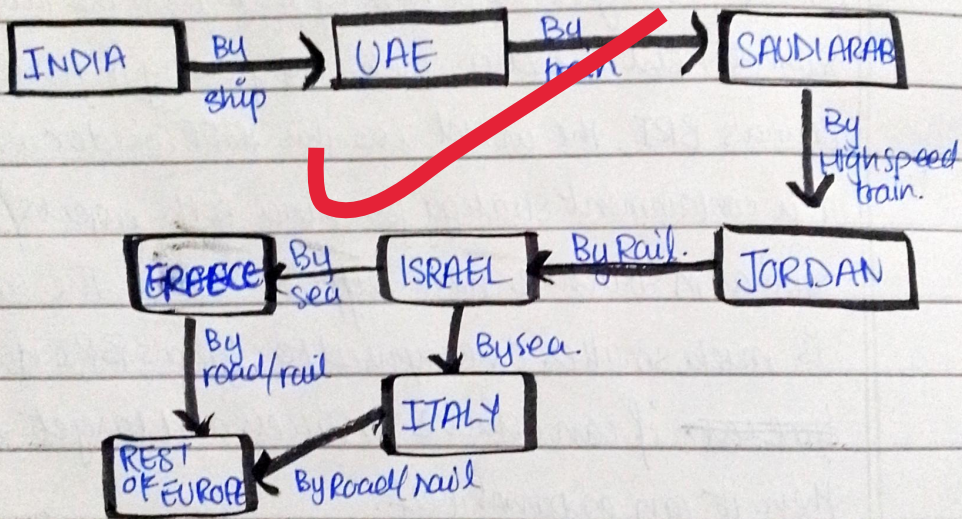 INDIA
By
ship
UAE
By
train
SAUDIARAB
By
Highspeed
train.
JORDAN
By Rail.
ISRAEL
By
sea
GREECE
By
road/rail
By sea.
ITALY
By Road/rail
REST
OF EUROPE